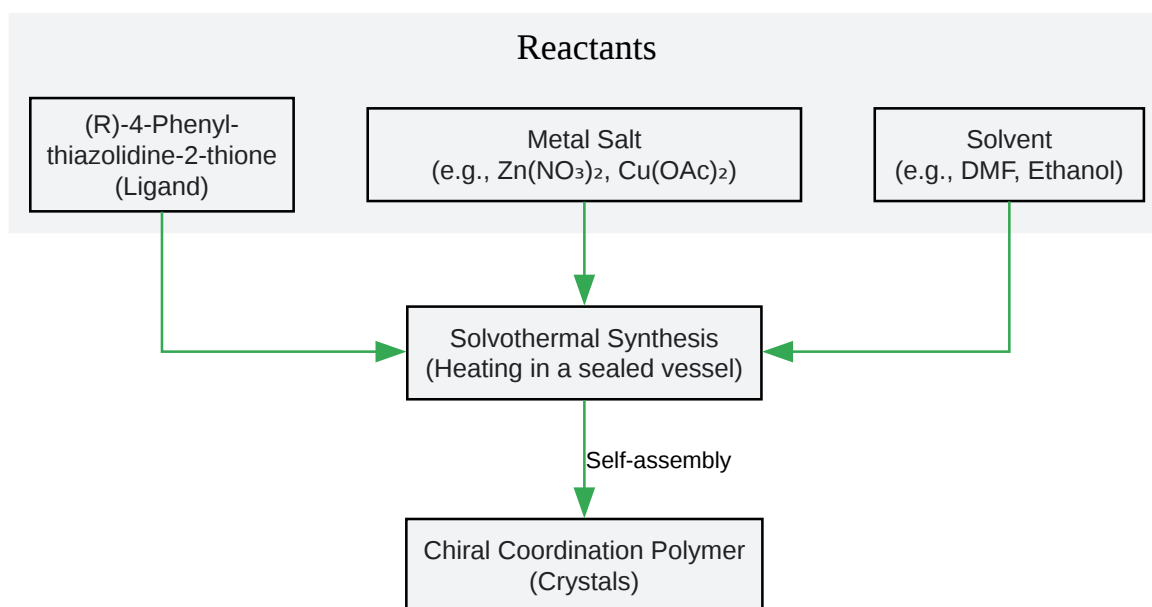 Reactants
(R)-4-Phenyl-
thiazolidine-2-thione
(Ligand)
Metal Salt
(e.g., Zn(NO₃)₂, Cu(OAc)₂)
Solvent
(e.g., DMF, Ethanol)
Solvothermal Synthesis
(Heating in a sealed vessel)
Self-assembly
Chiral Coordination Polymer
(Crystals)